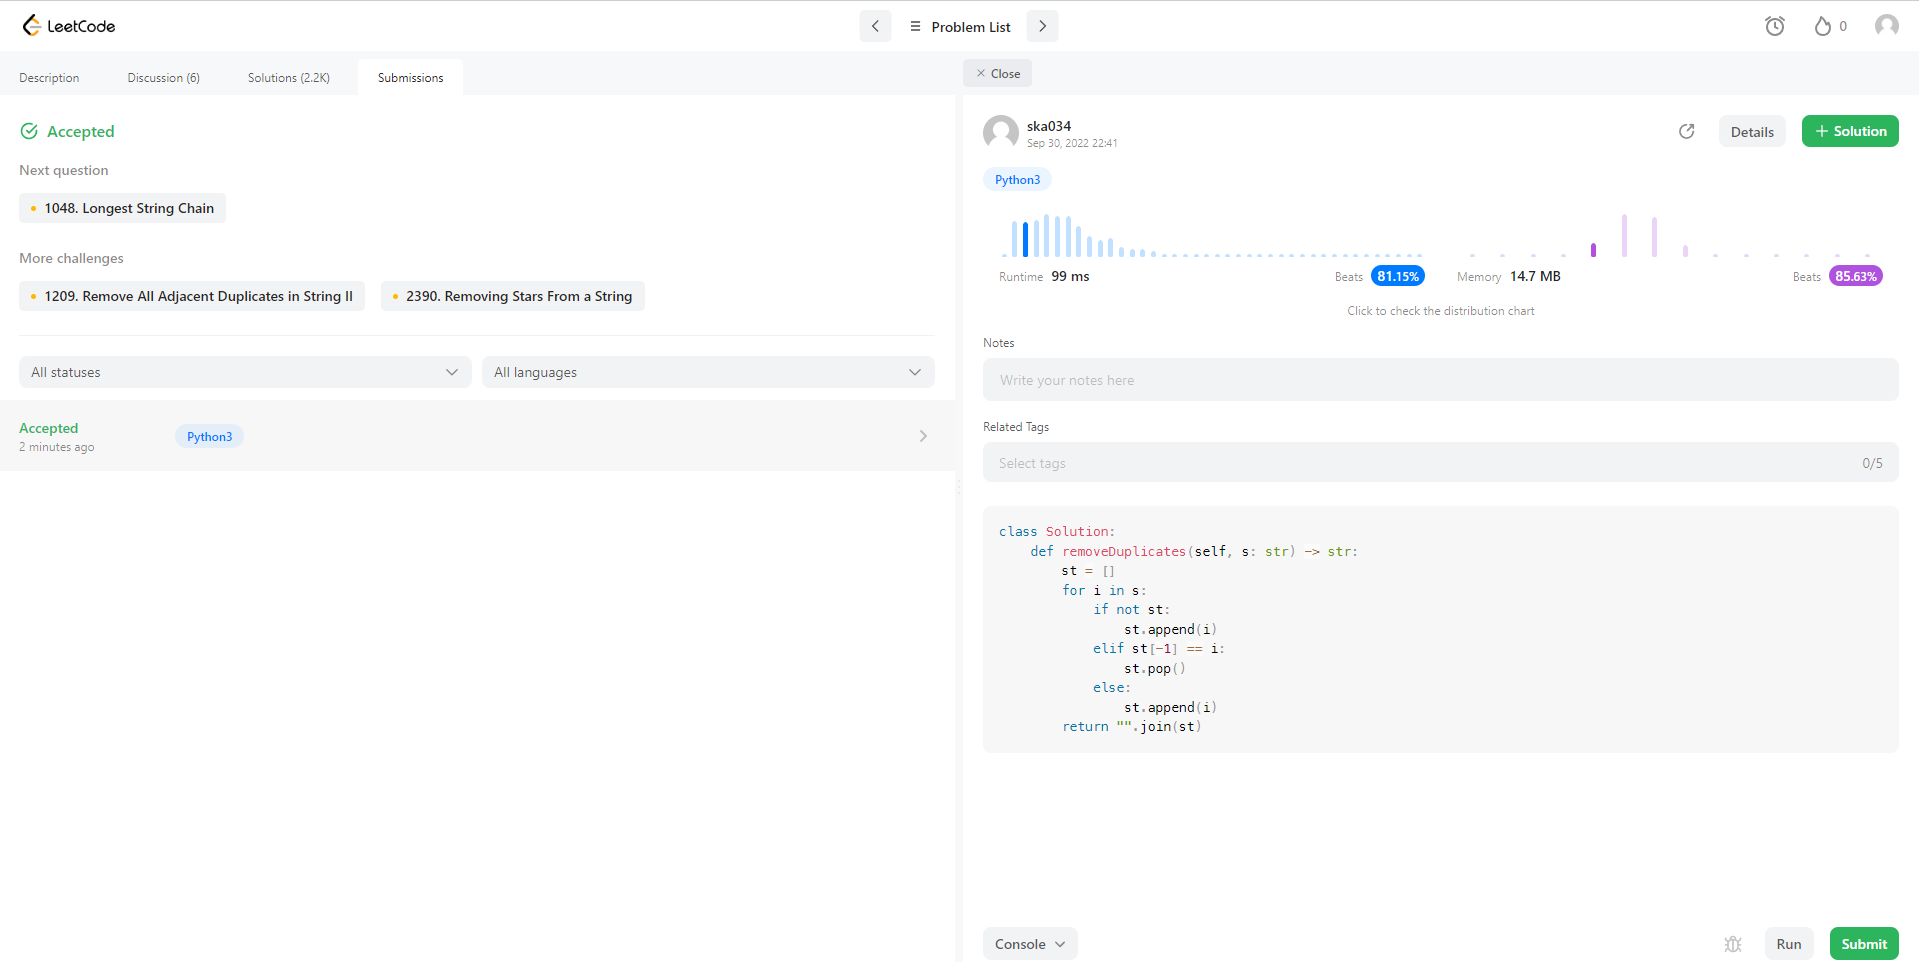 LeetCode
Problem List
0
Description
Discussion (6)
Solutions (2.2K)
Submissions
Accepted
Next question
1048. Longest String Chain
More challenges
1209. Remove All Adjacent Duplicates in String II
2390. Removing Stars From a String
All statuses
All languages
Accepted
2 minutes ago
Python3
Close
ska034
Sep 30, 2022 22:41
Details
+ Solution
Python3
Runtime 99 ms
Beats 81.15%
Memory 14.7 MB
Beats 85.63%
Click to check the distribution chart
Notes
Write your notes here
Related Tags
Select tags
0/5
class Solution:
    def removeDuplicates(self, s: str) -> str:
        st = []
        for i in s:
            if not st:
                st.append(i)
            elif st[-1] == i:
                st.pop()
            else:
                st.append(i)
        return "".join(st)
Console
Run
Submit